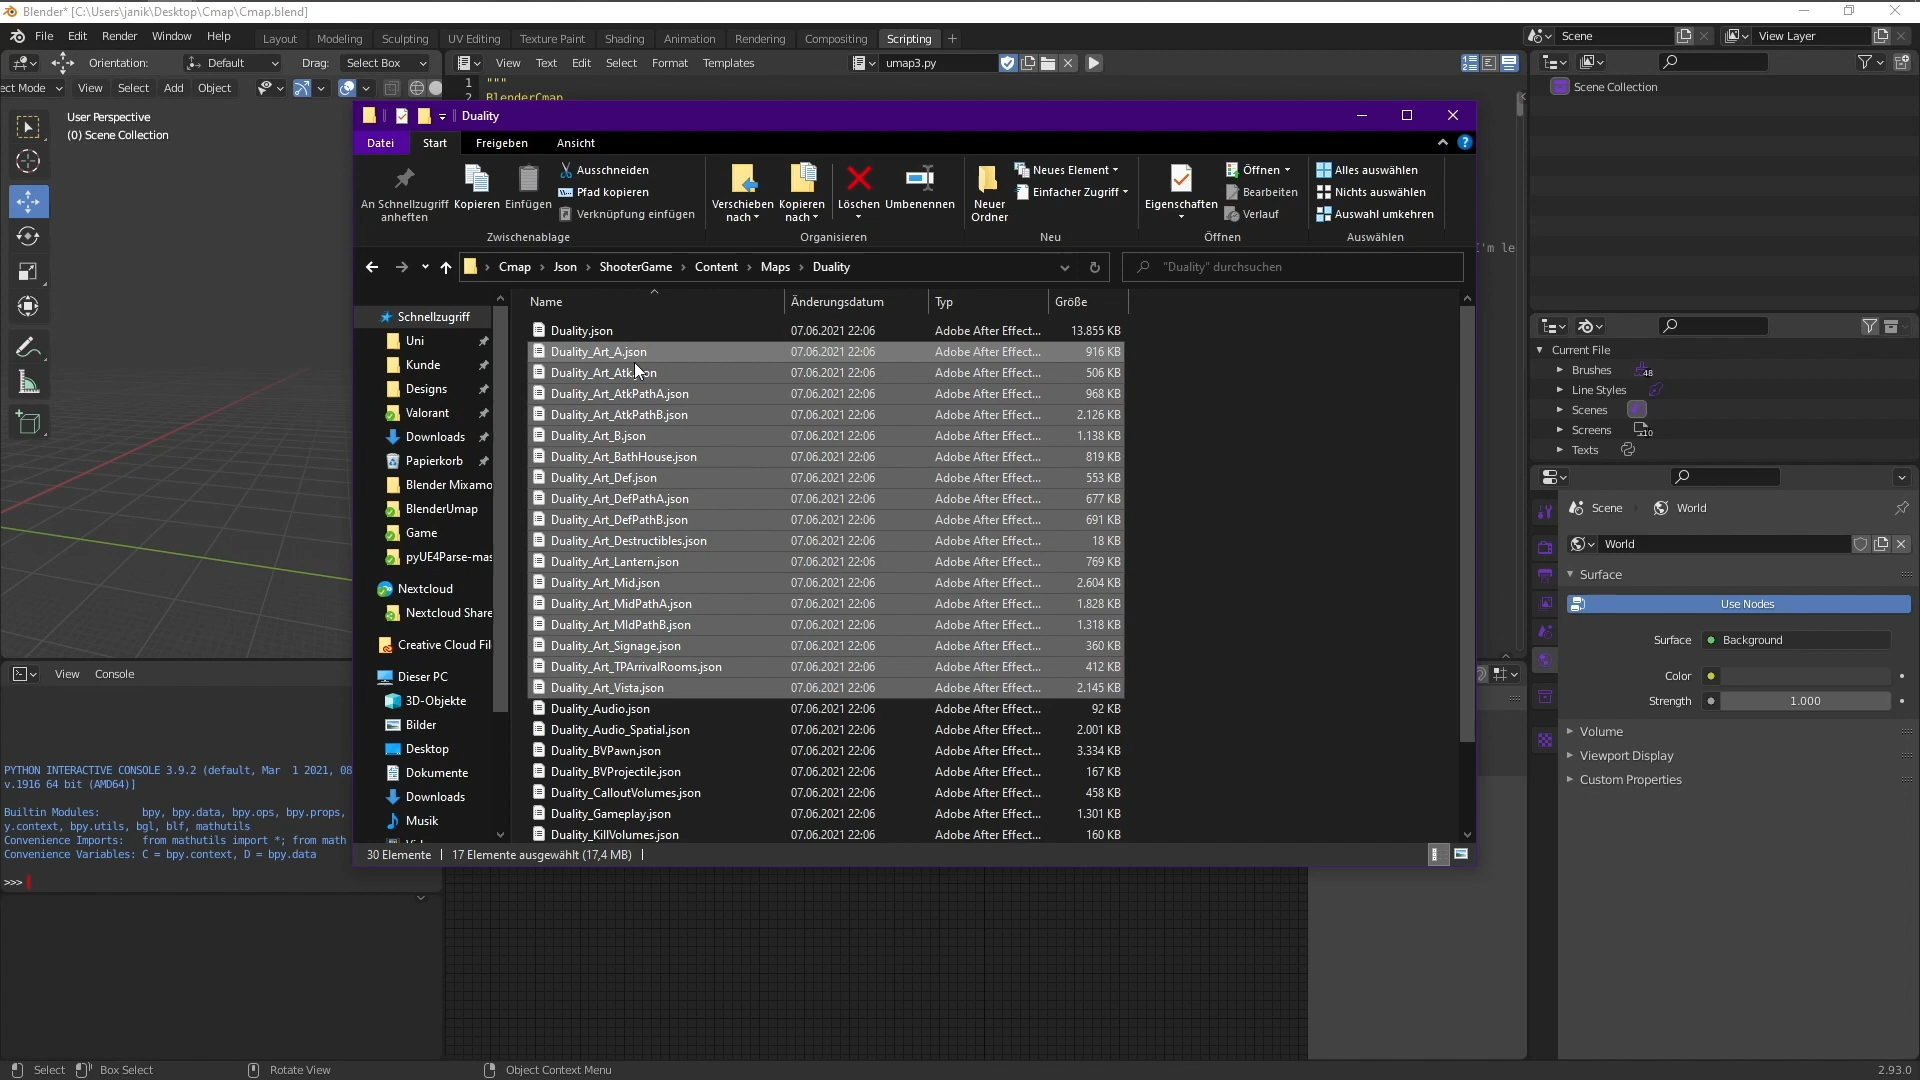 Blender* [C:\Users\janik\Desktop\Cmap\Cmap.blend]
File Edit Render Window Help Layout Modeling Sculpting UV Editing Texture Paint Shading Animation Rendering Compositing Scripting + Scene View Layer
Orientation: Default Drag: Select Box View Text Edit Select Format Templates umap3.py
ect Mode View Select Add Object 1 """
2 BlenderCmap
Scene Collection
User Perspective
(0) Scene Collection
Duality
Datei Start Freigeben Ansicht
An Schnellzugriff anheften
Kopieren
Einfügen
Ausschneiden
Pfad kopieren
Verknüpfung einfügen
Zwischenablage
Verschieben nach
Kopieren nach
Löschen
Umbenennen
Organisieren
Neuer Ordner
Neues Element
Einfacher Zugriff
Neu
Eigenschaften
Öffnen
Bearbeiten
Verlauf
Öffnen
Alles auswählen
Nichts auswählen
Auswahl umkehren
Auswählen
I'm le
Cmap › Json › ShooterGame › Content › Maps › Duality
"Duality" durchsuchen
Name Änderungsdatum Typ Größe
Duality.json 07.06.2021 22:06 Adobe After Effect... 13.855 KB
Duality_Art_A.json 07.06.2021 22:06 Adobe After Effect... 916 KB
07.06.2021 22:06 Adobe After Effect... 506 KB
Duality_Art_AtkPathA.json 07.06.2021 22:06 Adobe After Effect... 968 KB
Duality_Art_AtkPathB.json 07.06.2021 22:06 Adobe After Effect... 2.126 KB
Duality_Art_B.json 07.06.2021 22:06 Adobe After Effect... 1.138 KB
Duality_Art_BathHouse.json 07.06.2021 22:06 Adobe After Effect... 819 KB
Duality_Art_Def.json 07.06.2021 22:06 Adobe After Effect... 553 KB
Duality_Art_DefPathA.json 07.06.2021 22:06 Adobe After Effect... 677 KB
Duality_Art_DefPathB.json 07.06.2021 22:06 Adobe After Effect... 691 KB
Duality_Art_Destructibles.json 07.06.2021 22:06 Adobe After Effect... 18 KB
Duality_Art_Lantern.json 07.06.2021 22:06 Adobe After Effect... 769 KB
Duality_Art_Mid.json 07.06.2021 22:06 Adobe After Effect... 2.604 KB
Duality_Art_MidPathA.json 07.06.2021 22:06 Adobe After Effect... 1.828 KB
Duality_Art_MIdPathB.json 07.06.2021 22:06 Adobe After Effect... 1.318 KB
Duality_Art_Signage.json 07.06.2021 22:06 Adobe After Effect... 360 KB
Duality_Art_TPArrivalRooms.json 07.06.2021 22:06 Adobe After Effect... 412 KB
Duality_Art_Vista.json 07.06.2021 22:06 Adobe After Effect... 2.145 KB
Duality_Audio.json 07.06.2021 22:06 Adobe After Effect... 92 KB
Duality_Audio_Spatial.json 07.06.2021 22:06 Adobe After Effect... 2.001 KB
Duality_BVPawn.json 07.06.2021 22:06 Adobe After Effect... 3.334 KB
Duality_BVProjectile.json 07.06.2021 22:06 Adobe After Effect... 167 KB
Duality_CalloutVolumes.json 07.06.2021 22:06 Adobe After Effect... 458 KB
Duality_Gameplay.json 07.06.2021 22:06 Adobe After Effect... 1.301 KB
Duality_KillVolumes.json 07.06.2021 22:06 Adobe After Effect... 160 KB
Schnellzugriff
Uni
Kunde
Designs
Valorant
Downloads
Papierkorb
Blender Mixamo
BlenderUmap
Game
pyUE4Parse-mas
Nextcloud
Nextcloud Share
Creative Cloud Fil
Dieser PC
3D-Objekte
Bilder
Desktop
Dokumente
Downloads
Musik
30 Elemente 17 Elemente ausgewählt (17,4 MB)
Current File
Brushes 48
Line Styles
Scenes
Screens 10
Texts
Scene World
World
Surface
Use Nodes
Surface Background
Color
Strength 1.000
Volume
Viewport Display
Custom Properties
View Console
PYTHON INTERACTIVE CONSOLE 3.9.2 (default, Mar 1 2021, 08
v.1916 64 bit (AMD64)]
Builtin Modules: bpy, bpy.data, bpy.ops, bpy.props,
y.context, bpy.utils, bgl, blf, mathutils
Convenience Imports: from mathutils import *; from math
Convenience Variables: C = bpy.context, D = bpy.data
>>>
Select Box Select Rotate View Object Context Menu 2.93.0